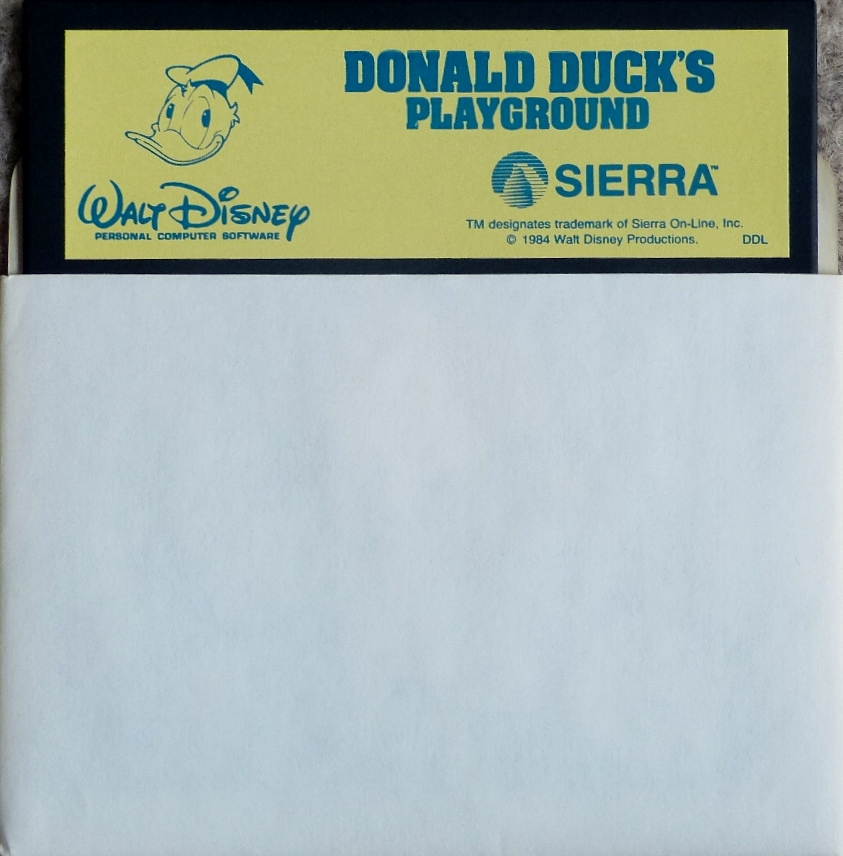 DONALD DUCK'S
PLAYGROUND
SIERRA™
WALT DISNEY
PERSONAL COMPUTER SOFTWARE
TM designates trademark of Sierra On-Line, Inc.
© 1984 Walt Disney Productions. DDL